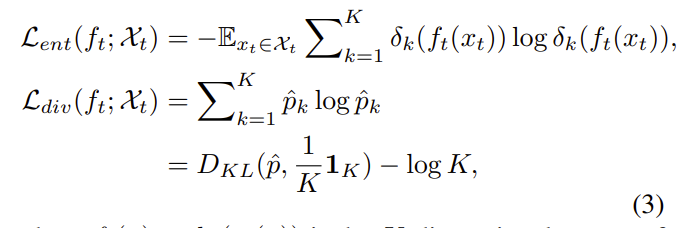 𝓛_{ent}(f_t; 𝒳_t) = −𝔼_{x_t∈𝒳_t} ∑_{k=1}^{K} δ_k(f_t(x_t)) log δ_k(f_t(x_t)),
𝓛_{div}(f_t; 𝒳_t) = ∑_{k=1}^{K} p̂_k log p̂_k
= D_{KL}(p̂, \frac{1}{K} 𝟏_K) − log K,
(3)